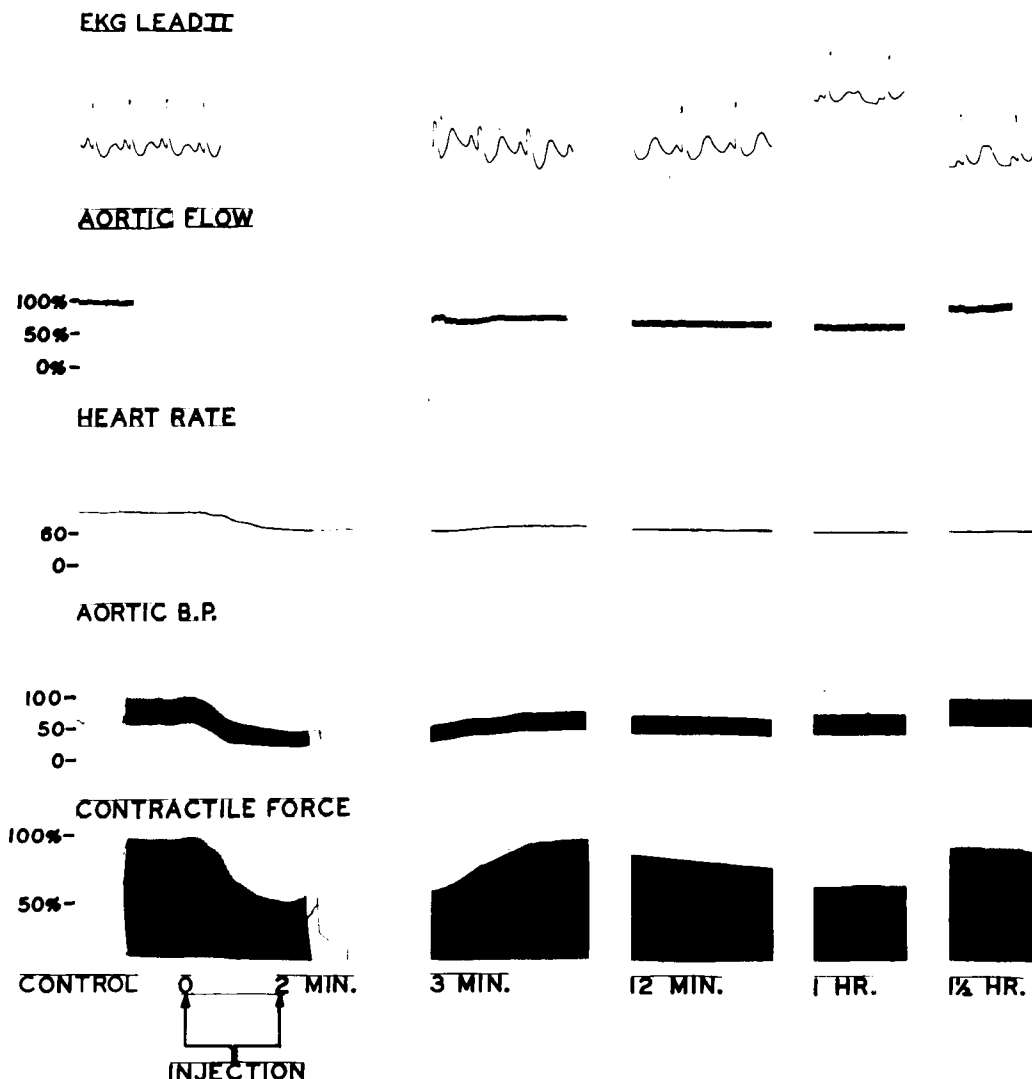 EKG LEAD II
AORTIC FLOW
100%-
50%-
0%-
HEART RATE
60-
0-
AORTIC B.P.
100-
50-
0-
CONTRACTILE FORCE
100%-
50%-
CONTROL 0 2 MIN. 3 MIN. 12 MIN. 1 HR. 1½ HR.
INJECTION